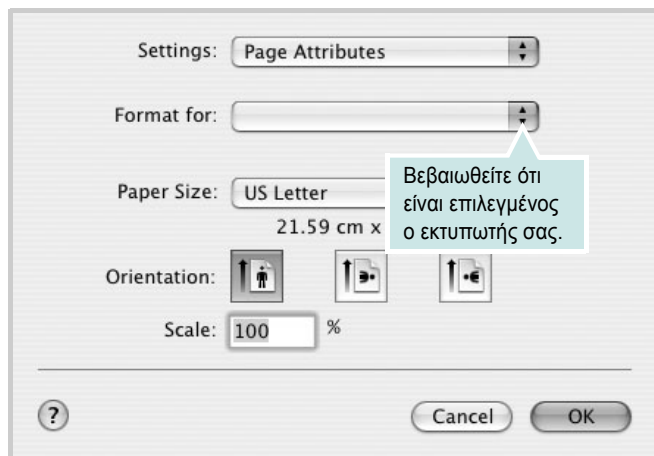 Settings: Page Attributes
Format for:
Paper Size: US Letter
21.59 cm x
Βεβαιωθείτε ότι
είναι επιλεγμένος
ο εκτυπωτής σας.
Orientation:
Scale: 100 %
? Cancel OK